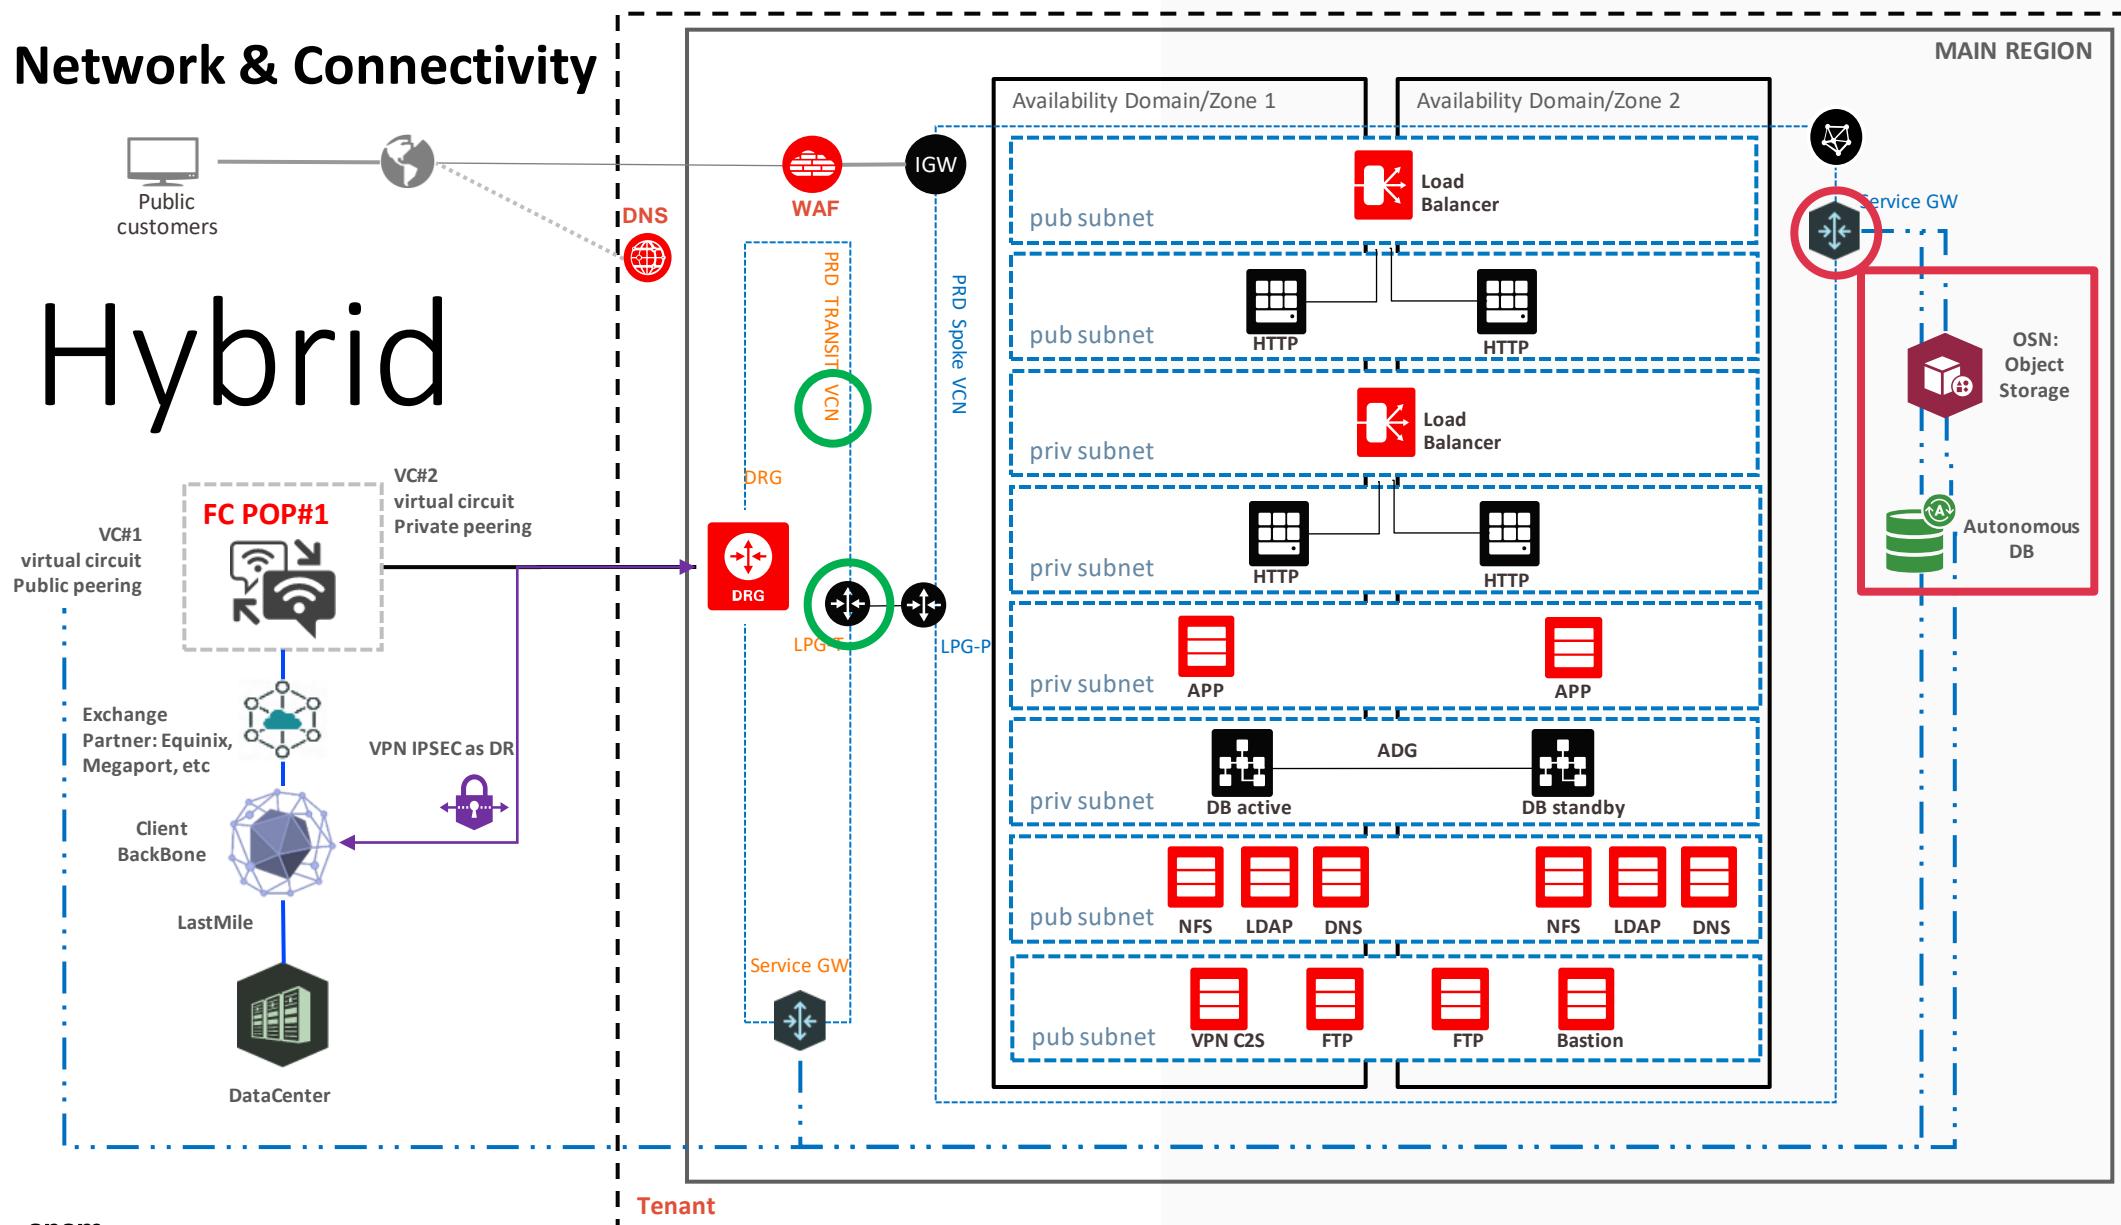 Network & Connectivity
Hybrid
MAIN REGION
Availability Domain/Zone 1
Availability Domain/Zone 2
Public
customers
DNS
WAF
IGW
Service GW
PRD TRANSIT VCN
PRD Spoke VCN
pub subnet
Load
Balancer
pub subnet
HTTP
HTTP
priv subnet
Load
Balancer
priv subnet
HTTP
HTTP
priv subnet
APP
APP
priv subnet
DB active
ADG
DB standby
pub subnet
NFS
LDAP
DNS
NFS
LDAP
DNS
pub subnet
VPN C2S
FTP
FTP
Bastion
OSN:
Object
Storage
Autonomous
DB
DRG
DRG
LPG-T
LPG-P
Service GW
FC POP#1
VC#2
virtual circuit
Private peering
VC#1
virtual circuit
Public peering
Exchange
Partner: Equinix,
Megaport, etc
VPN IPSEC as DR
Client
BackBone
LastMile
DataCenter
Tenant